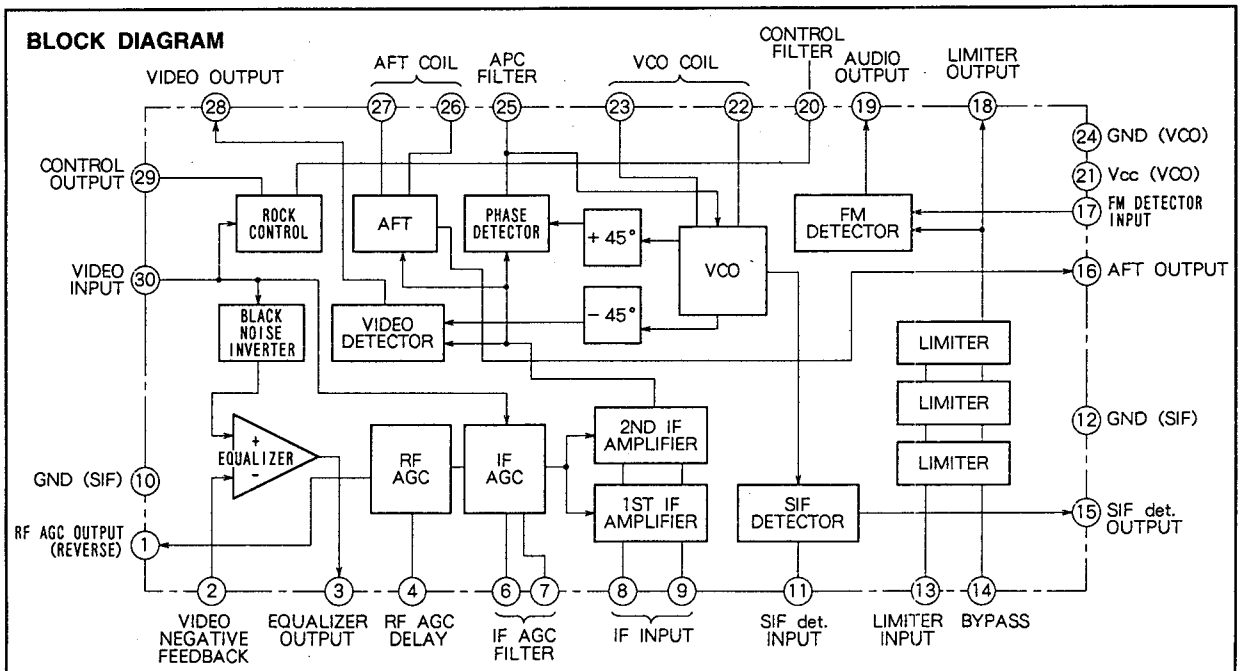 BLOCK DIAGRAM
VIDEO OUTPUT
AFT COIL
APC
FILTER
VCO COIL
CONTROL
FILTER
AUDIO
OUTPUT
LIMITER
OUTPUT
28
27
26
25
23
22
20
19
18
24 GND (VCO)
21 Vcc (VCO)
17 FM DETECTOR
INPUT
16 AFT OUTPUT
12 GND (SIF)
15 SIF det.
OUTPUT
CONTROL
OUTPUT
29
VIDEO
INPUT
30
GND (SIF) 10
RF AGC OUTPUT
(REVERSE)
1
ROCK
CONTROL
AFT
PHASE
DETECTOR
+45°
VCO
FM
DETECTOR
BLACK
NOISE
INVERTER
VIDEO
DETECTOR
-45°
LIMITER
LIMITER
LIMITER
+
EQUALIZER
-
RF
AGC
IF
AGC
2ND IF
AMPLIFIER
1ST IF
AMPLIFIER
SIF
DETECTOR
2
3
4
6
7
8
9
11
13
14
VIDEO
NEGATIVE
FEEDBACK
EQUALIZER
OUTPUT
RF AGC
DELAY
IF AGC
FILTER
IF INPUT
SIF det.
INPUT
LIMITER
INPUT
BYPASS